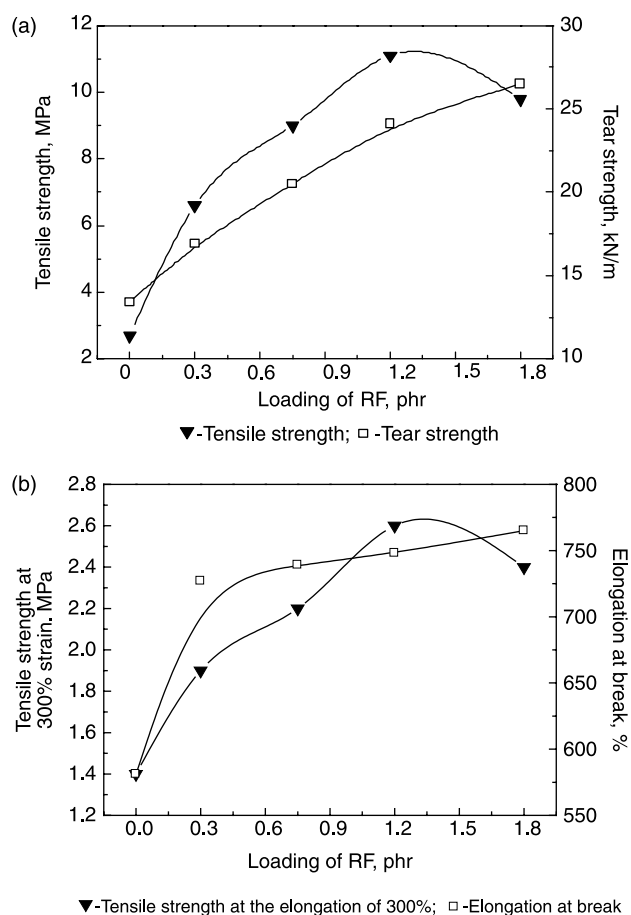 (a)
12
10
8
6
4
2
Tensile strength, MPa
30
25
20
15
10
Tear strength, kN/m
0 0.3 0.6 0.9 1.2 1.5 1.8
Loading of RF, phr
▼-Tensile strength; □-Tear strength
(b)
2.8
2.6
2.4
2.2
2.0
1.8
1.6
1.4
1.2
Tensile strength at
300% strain. MPa
800
750
700
650
600
550
Elongation at
break, %
0.0 0.3 0.6 0.9 1.2 1.5 1.8
Loading of RF, phr
▼-Tensile strength at the elongation of 300%; □-Elongation at break